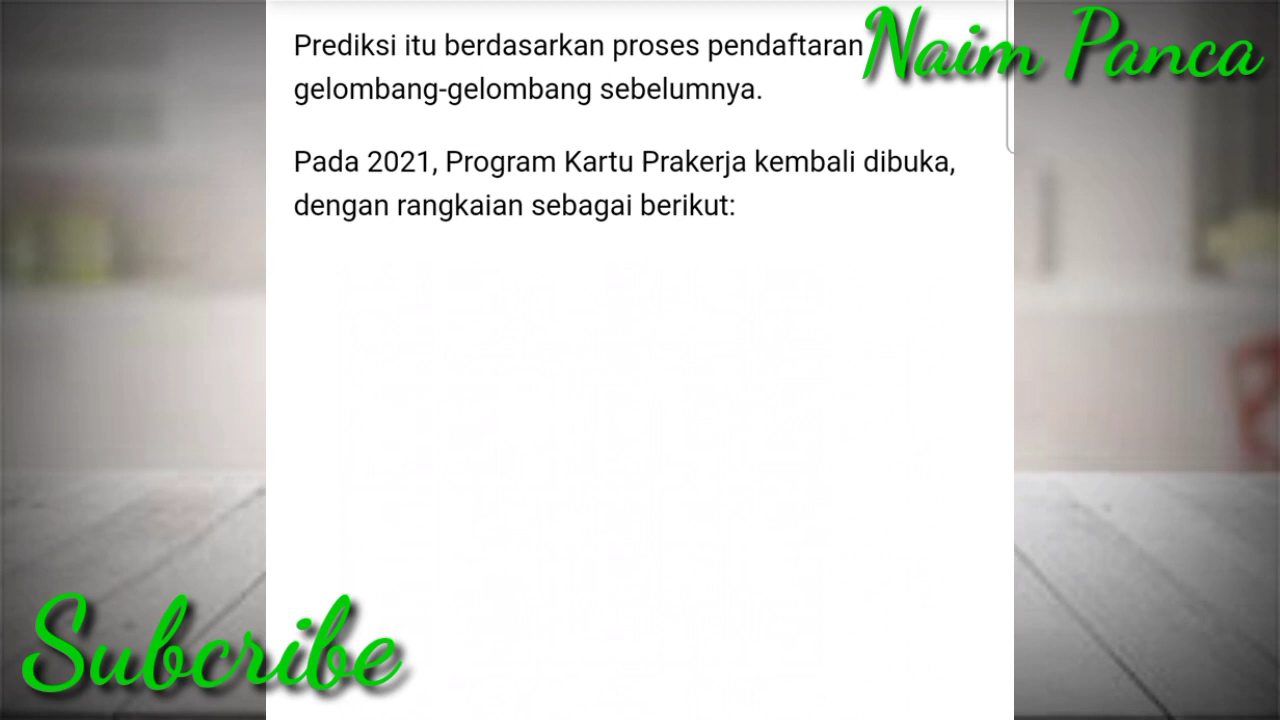 Naim Panca
Prediksi itu berdasarkan proses pendaftaran
gelombang-gelombang sebelumnya.
Pada 2021, Program Kartu Prakerja kembali dibuka,
dengan rangkaian sebagai berikut:
Subcribe